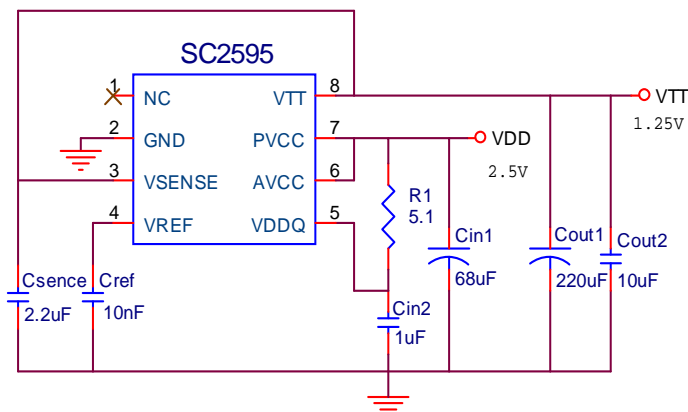 SC2595
1
NC
VTT
8
VTT
1.25V
2
GND
PVCC
7
VDD
2.5V
3
VSENSE
AVCC
6
4
VREF
VDDQ
5
R1
5.1
Csence
2.2uF
Cref
10nF
Cin1
68uF
Cout1
220uF
Cout2
10uF
Cin2
1uF